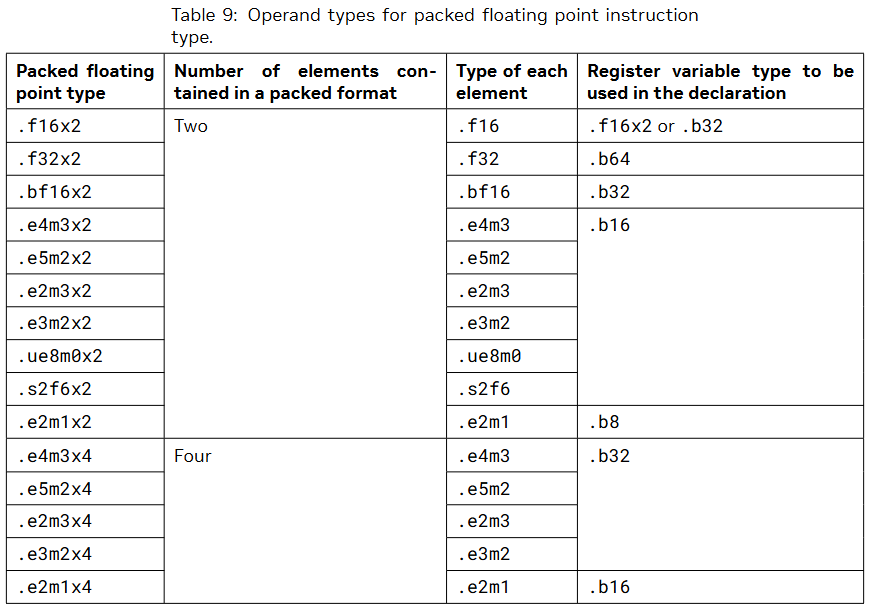 Table 9: Operand types for packed floating point instruction
type.
Packed floating point type | Number of elements con-tained in a packed format | Type of each element | Register variable type to be used in the declaration
.f16x2 | Two | .f16 | .f16x2 or .b32
.f32x2 | .f32 | .b64
.bf16x2 | .bf16 | .b32
.e4m3x2 | .e4m3 | .b16
.e5m2x2 | .e5m2
.e2m3x2 | .e2m3
.e3m2x2 | .e3m2
.ue8m0x2 | .ue8m0
.s2f6x2 | .s2f6
.e2m1x2 | .e2m1 | .b8
.e4m3x4 | Four | .e4m3 | .b32
.e5m2x4 | .e5m2
.e2m3x4 | .e2m3
.e3m2x4 | .e3m2
.e2m1x4 | .e2m1 | .b16